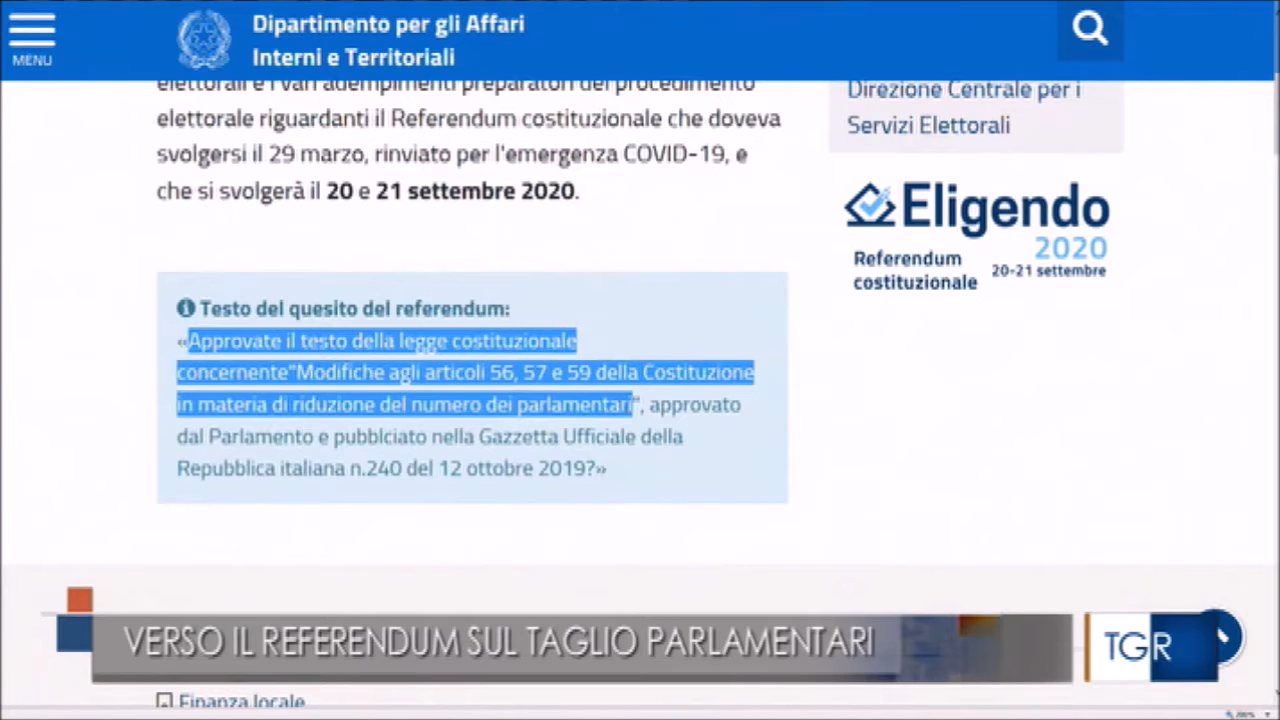 MENU
Dipartimento per gli Affari
Interni e Territoriali
elettorali e i vari adempimenti preparatori del procedimento
elettorale riguardanti il Referendum costituzionale che doveva
svolgersi il 29 marzo, rinviato per l'emergenza COVID-19, e
che si svolgerà il 20 e 21 settembre 2020.
Direzione Centrale per i
Servizi Elettorali
Eligendo
2020
Referendum
costituzionale
20-21 settembre
Testo del quesito del referendum:
«Approvate il testo della legge costituzionale
concernente"Modifiche agli articoli 56, 57 e 59 della Costituzione
in materia di riduzione del numero dei parlamentari", approvato
dal Parlamento e pubblciato nella Gazzetta Ufficiale della
Repubblica italiana n.240 del 12 ottobre 2019?»
VERSO IL REFERENDUM SUL TAGLIO PARLAMENTARI
TGR
Finanza locale